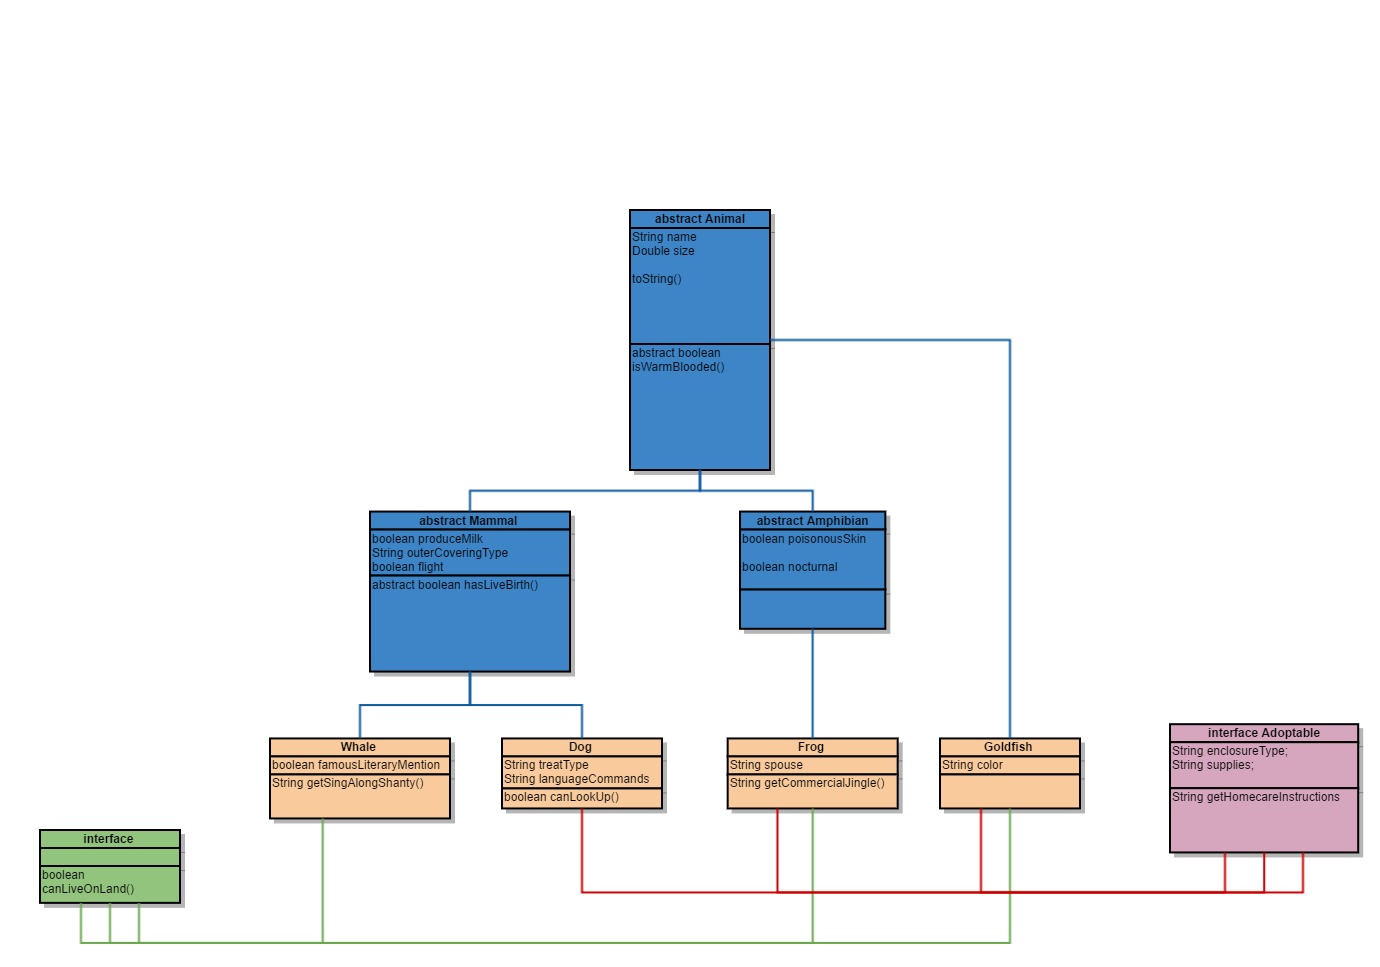 abstract Animal
String name
Double size
toString()
abstract boolean
isWarmBlooded()
abstract Mammal
boolean produceMilk
String outerCoveringType
boolean flight
abstract boolean hasLiveBirth()
abstract Amphibian
boolean poisonousSkin
boolean nocturnal
Whale
boolean famousLiteraryMention
String getSingAlongShanty()
Dog
String treatType
String languageCommands
boolean canLookUp()
Frog
String spouse
String getCommercialJingle()
Goldfish
String color
interface Adoptable
String enclosureType;
String supplies;
String getHomecareInstructions
interface
boolean
canLiveOnLand()